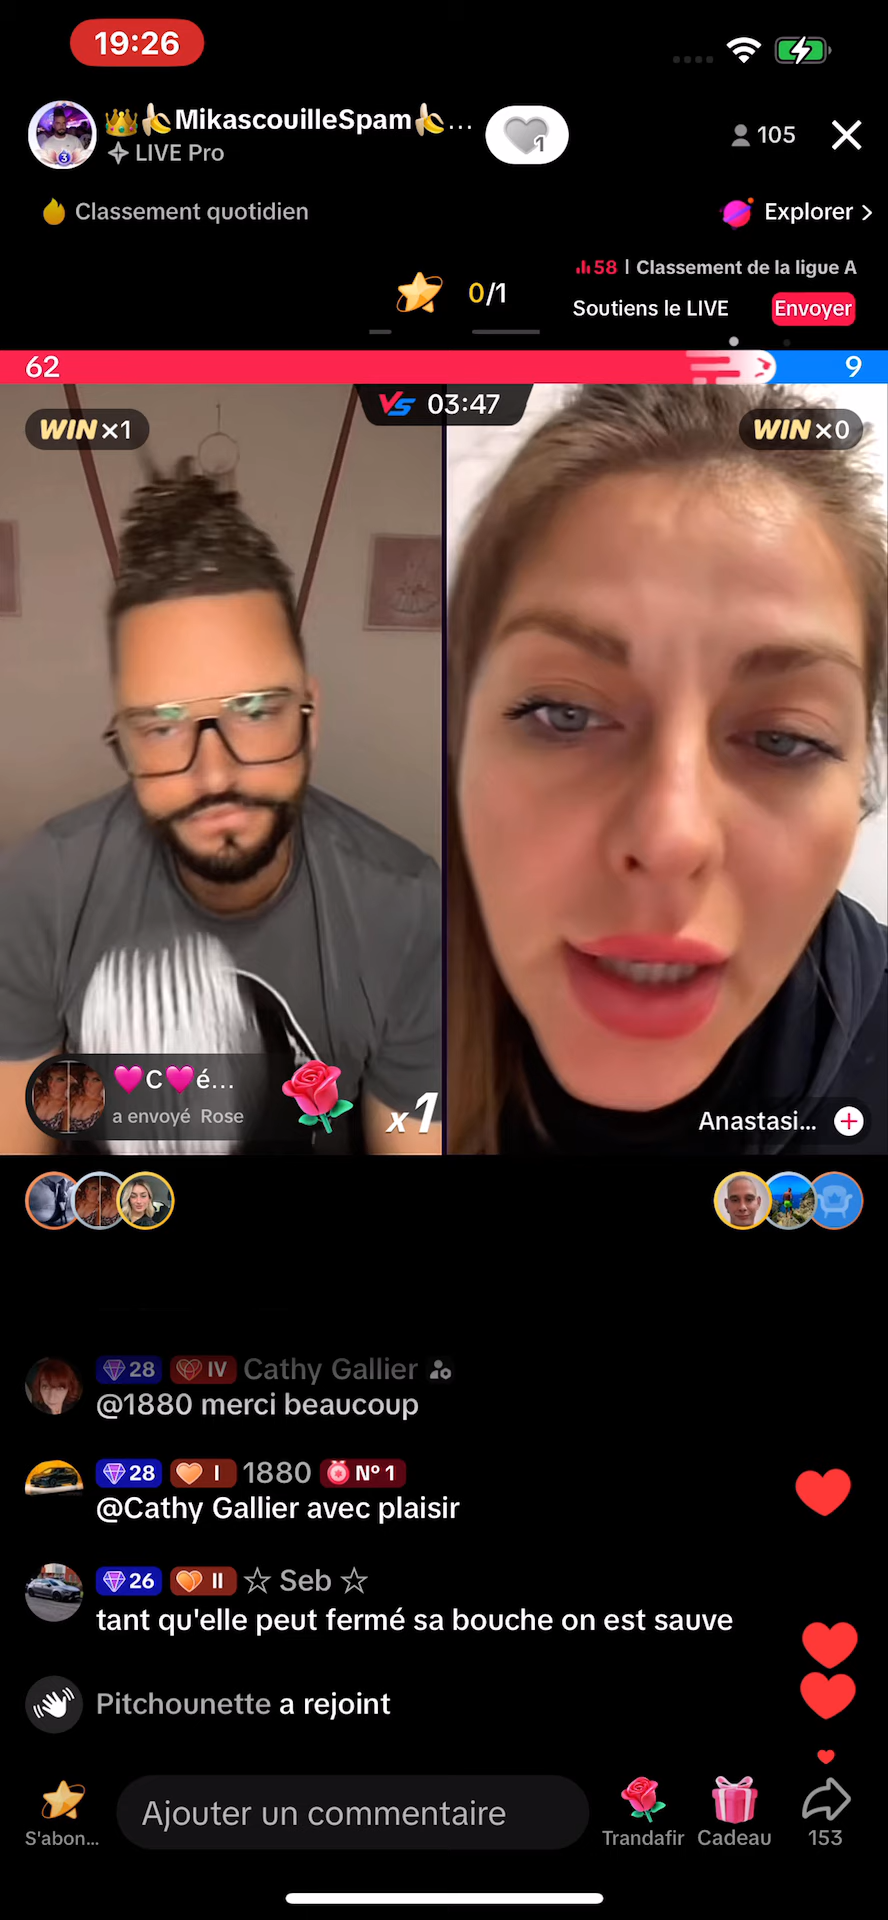 19:26
MikascouilleSpam...
LIVE Pro
1
105
Classement quotidien
Explorer >
0/1
58 | Classement de la ligue A
Soutiens le LIVE
Envoyer
62
9
VS 03:47
WIN x1
WIN x0
C é...
a envoyé Rose
x1
Anastasi...
28 IV Cathy Gallier
@1880 merci beaucoup
28 I 1880 Nº 1
@Cathy Gallier avec plaisir
26 II ☆ Seb ☆
tant qu'elle peut fermé sa bouche on est sauve
Pitchounette a rejoint
S'abon...
Ajouter un commentaire
Trandafir
Cadeau
153